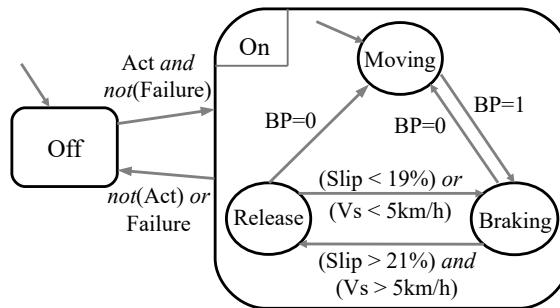 On
Act and
not(Failure)
Off
not(Act) or
Failure
Moving
BP=0
BP=0
BP=1
(Slip < 19%) or
(Vs < 5km/h)
Release
Braking
(Slip > 21%) and
(Vs > 5km/h)